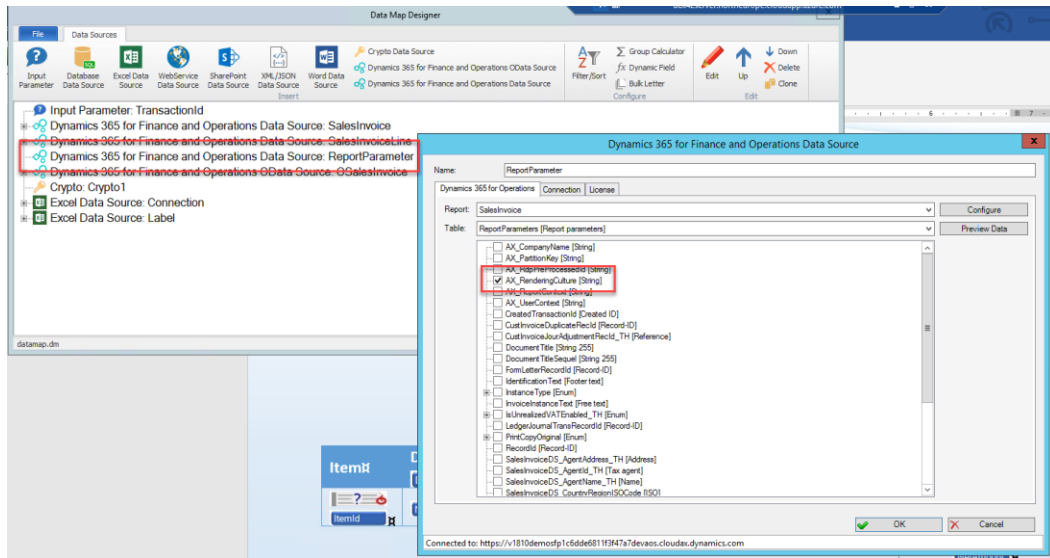 Data Map Designer
File
Data Sources
Input Parameter
Database Data Source
Excel Data Source
WebService Data Source
SharePoint Data Source
XML/JSON Data Source
Word Data Source
Crypto Data Source
Dynamics 365 for Finance and Operations OData Source
Dynamics 365 for Finance and Operations Data Source
Insert
Filter/Sort
Group Calculator
Dynamic Field
Bulk Letter
Configure
Edit
Up
Down
Delete
Clone
Edit
6
7
Input Parameter: TransactionId
Dynamics 365 for Finance and Operations Data Source: SalesInvoice
Dynamics 365 for Finance and Operations Data Source: SalesInvoiceLine
Dynamics 365 for Finance and Operations Data Source: ReportParameter
Dynamics 365 for Finance and Operations OData Source: OSalesInvoice
Crypto: Crypto1
Excel Data Source: Connection
Excel Data Source: Label
datamap.dm
Dynamics 365 for Finance and Operations Data Source
x
Name:
ReportParameter
Dynamics 365 for Operations
Connection
License
Report:
SalesInvoice
Configure
Table:
ReportParameters [Report parameters]
Preview Data
AX_CompanyName [String]
AX_PartitionKey [String]
AX_RdpPreProcessedId [String]
AX_RenderingCulture [String]
AX_ReportContext [String]
AX_UserContext [String]
CreatedTransactionId [Created ID]
CustInvoiceDuplicateRecId [Record-ID]
CustInvoiceJourAdjustmentRecId_TH [Reference]
DocumentTitle [String 255]
DocumentTitleSequel [String 255]
FormLetterRecordId [Record-ID]
IdentificationText [Footer text]
InstanceType [Enum]
InvoiceInstanceText [Free text]
IsUnrealizedVATEnabled_TH [Enum]
LedgerJournalTransRecordId [Record-ID]
PrintCopyOriginal [Enum]
RecordId [Record-ID]
SalesInvoiceDS_AgentAddress_TH [Address]
SalesInvoiceDS_AgentId_TH [Tax agent]
SalesInvoiceDS_AgentName_TH [Name]
SalesInvoiceDS_CountryRegionISOCode [ISO]
OK
Cancel
Connected to: https://v1810demosfp1c6dde6811f3f47a7devaos.cloudax.dynamics.com
Item¤
ItemId ¤